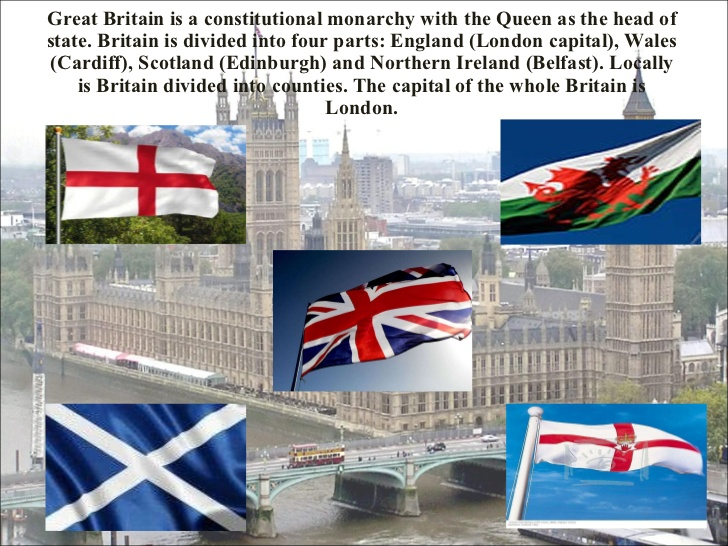 Great Britain is a constitutional monarchy with the Queen as the head of
state. Britain is divided into four parts: England (London capital), Wales
(Cardiff), Scotland (Edinburgh) and Northern Ireland (Belfast). Locally
is Britain divided into counties. The capital of the whole Britain is
London.